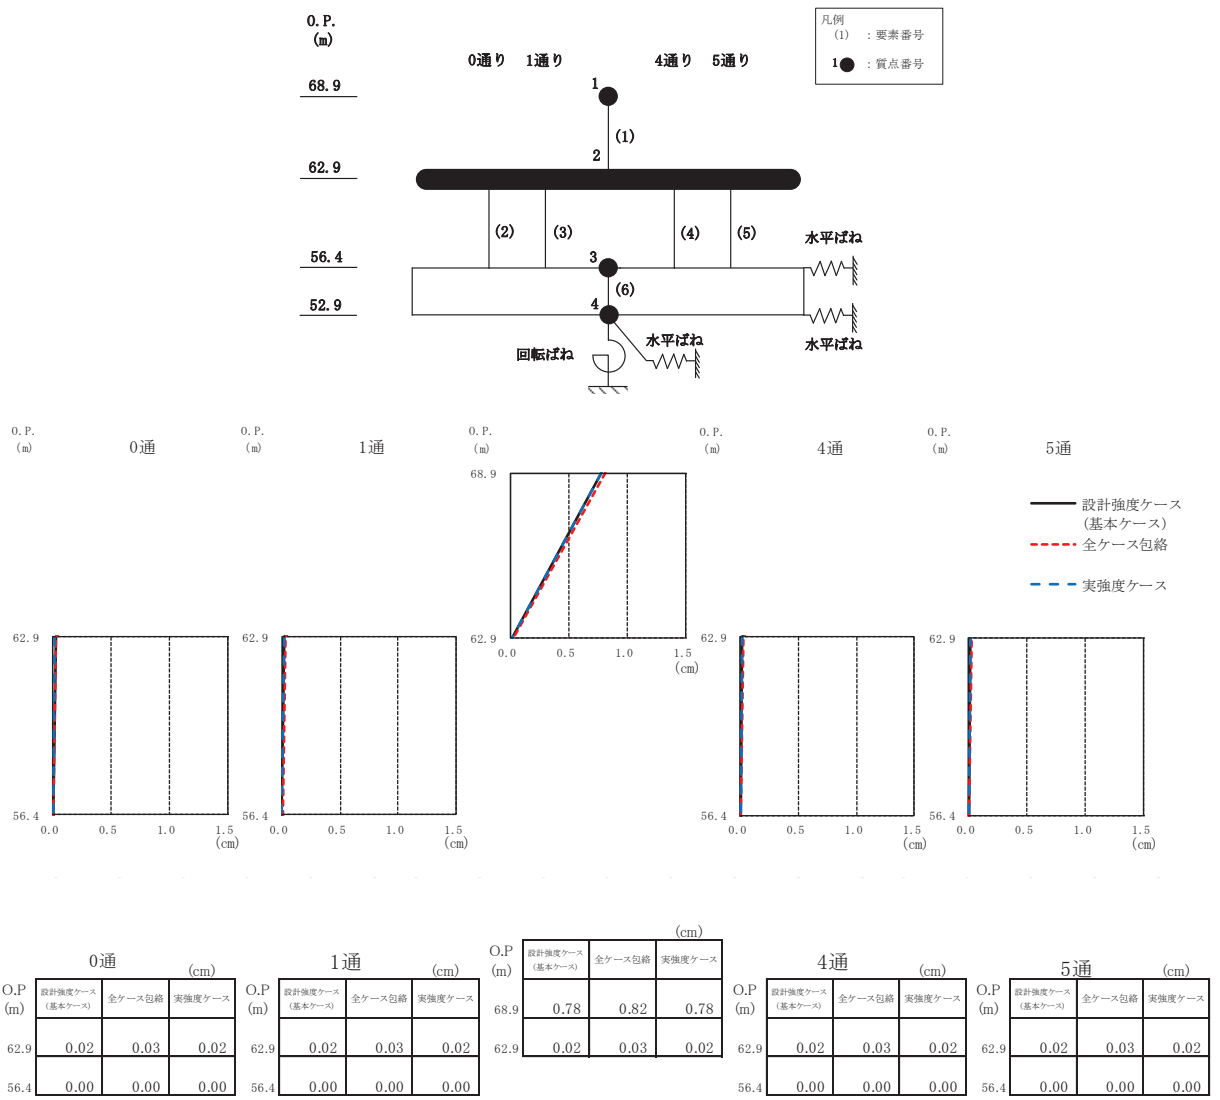 O.P.
(m)
0通り 1通り 4通り 5通り
凡例
(1) : 要素番号
1 : 質点番号
68.9
1
(1)
2
62.9
(2) (3) (4) (5)
水平ばね
56.4
3
(6)
52.9
4
水平ばね
水平ばね
回転ばね
O.P.
(m)
0通
O.P.
(m)
1通
O.P.
(m)
O.P.
(m)
4通
O.P.
(m)
5通
68.9
62.9
0.0 0.5 1.0 1.5
(cm)
設計強度ケース
(基本ケース)
全ケース包絡
実強度ケース
62.9
56.4
0.0 0.5 1.0 1.5
(cm)
62.9
56.4
0.0 0.5 1.0 1.5
(cm)
62.9
56.4
0.0 0.5 1.0 1.5
(cm)
62.9
56.4
0.0 0.5 1.0 1.5
(cm)
0通 (cm)
O.P
(m)
設計強度ケース
(基本ケース)
全ケース包絡 実強度ケース
62.9 0.02 0.03 0.02
56.4 0.00 0.00 0.00
1通 (cm)
O.P
(m)
設計強度ケース
(基本ケース)
全ケース包絡 実強度ケース
62.9 0.02 0.03 0.02
56.4 0.00 0.00 0.00
(cm)
O.P
(m)
設計強度ケース
(基本ケース)
全ケース包絡 実強度ケース
68.9 0.78 0.82 0.78
62.9 0.02 0.03 0.02
4通 (cm)
O.P
(m)
設計強度ケース
(基本ケース)
全ケース包絡 実強度ケース
62.9 0.02 0.03 0.02
56.4 0.00 0.00 0.00
5通 (cm)
O.P
(m)
設計強度ケース
(基本ケース)
全ケース包絡 実強度ケース
62.9 0.02 0.03 0.02
56.4 0.00 0.00 0.00